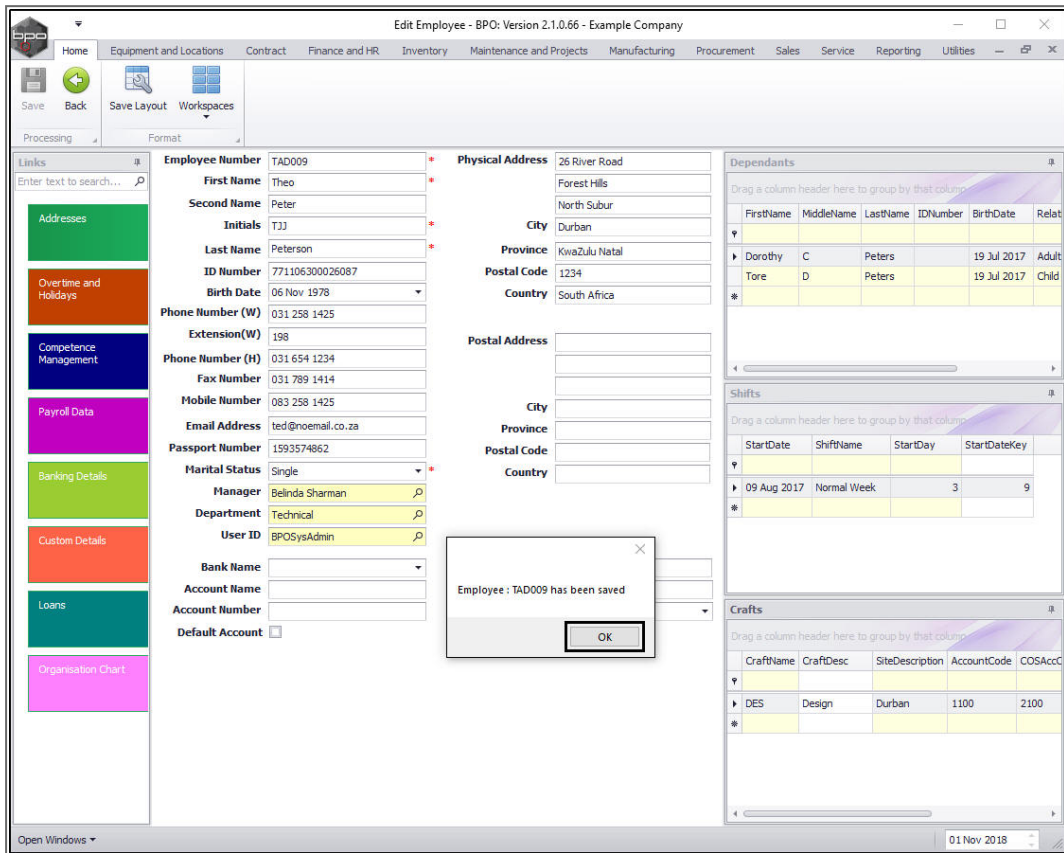 bpo
Edit Employee - BPO: Version 2.1.0.66 - Example Company
Home Equipment and Locations Contract Finance and HR Inventory Maintenance and Projects Manufacturing Procurement Sales Service Reporting Utilities
Save Back Save Layout Workspaces
Processing Format
Links
Enter text to search...
Addresses
Overtime and
Holidays
Competence
Management
Payroll Data
Banking Details
Custom Details
Loans
Organisation Chart
Employee Number TAD009 *
First Name Theo *
Second Name Peter
Initials TJJ *
Last Name Peterson *
ID Number 771106300026087
Birth Date 06 Nov 1978
Phone Number (W) 031 258 1425
Extension(W) 198
Phone Number (H) 031 654 1234
Fax Number 031 789 1414
Mobile Number 083 258 1425
Email Address ted@noemail.co.za
Passport Number 1593574862
Marital Status Single *
Manager Belinda Sharman
Department Technical
User ID BPOSysAdmin
Bank Name
Account Name
Account Number
Default Account
Physical Address 26 River Road
Forest Hills
North Subur
City Durban
Province KwaZulu Natal
Postal Code 1234
Country South Africa
Postal Address
City
Province
Postal Code
Country
Employee : TAD009 has been saved
OK
Dependants
Drag a column header here to group by that column
FirstName MiddleName LastName IDNumber BirthDate Relat
Dorothy C Peters 19 Jul 2017 Adult
Tore D Peters 19 Jul 2017 Child
Shifts
Drag a column header here to group by that column
StartDate ShiftName StartDay StartDateKey
09 Aug 2017 Normal Week 3 9
Crafts
Drag a column header here to group by that column
CraftName CraftDesc SiteDescription AccountCode COSAccC
DES Design Durban 1100 2100
Open Windows
01 Nov 2018